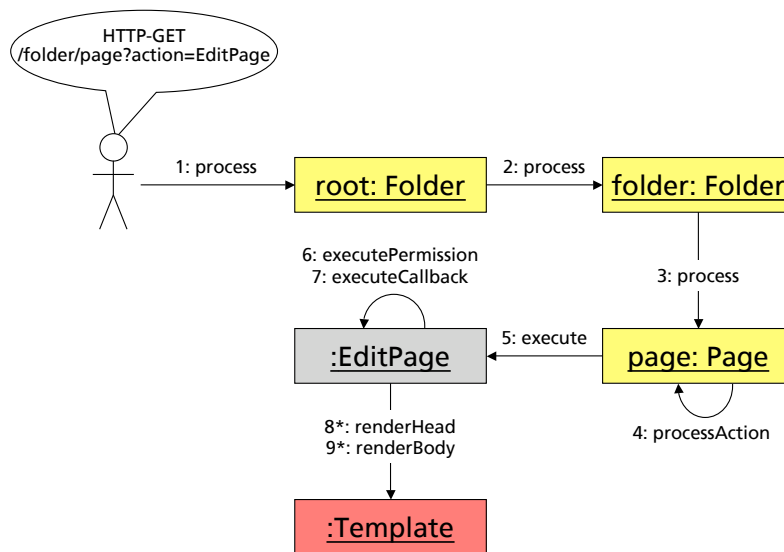 HTTP-GET
/folder/page?action=EditPage
1: process
root: Folder
2: process
folder: Folder
3: process
6: executePermission
7: executeCallback
:EditPage
5: execute
page: Page
4: processAction
8*: renderHead
9*: renderBody
:Template